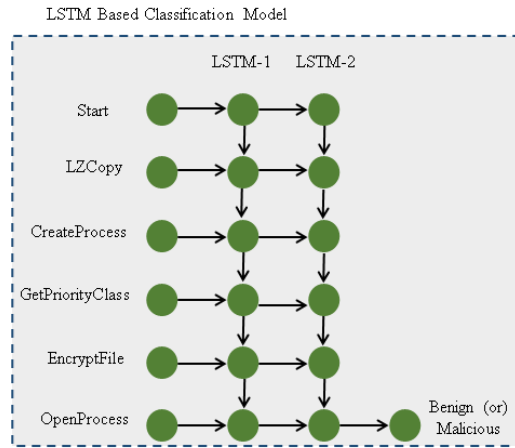 LSTM Based Classification Model
LSTM-1 LSTM-2
Start
LZCopy
CreateProcess
GetPriorityClass
EncryptFile
OpenProcess
Benign (or)
Malicious